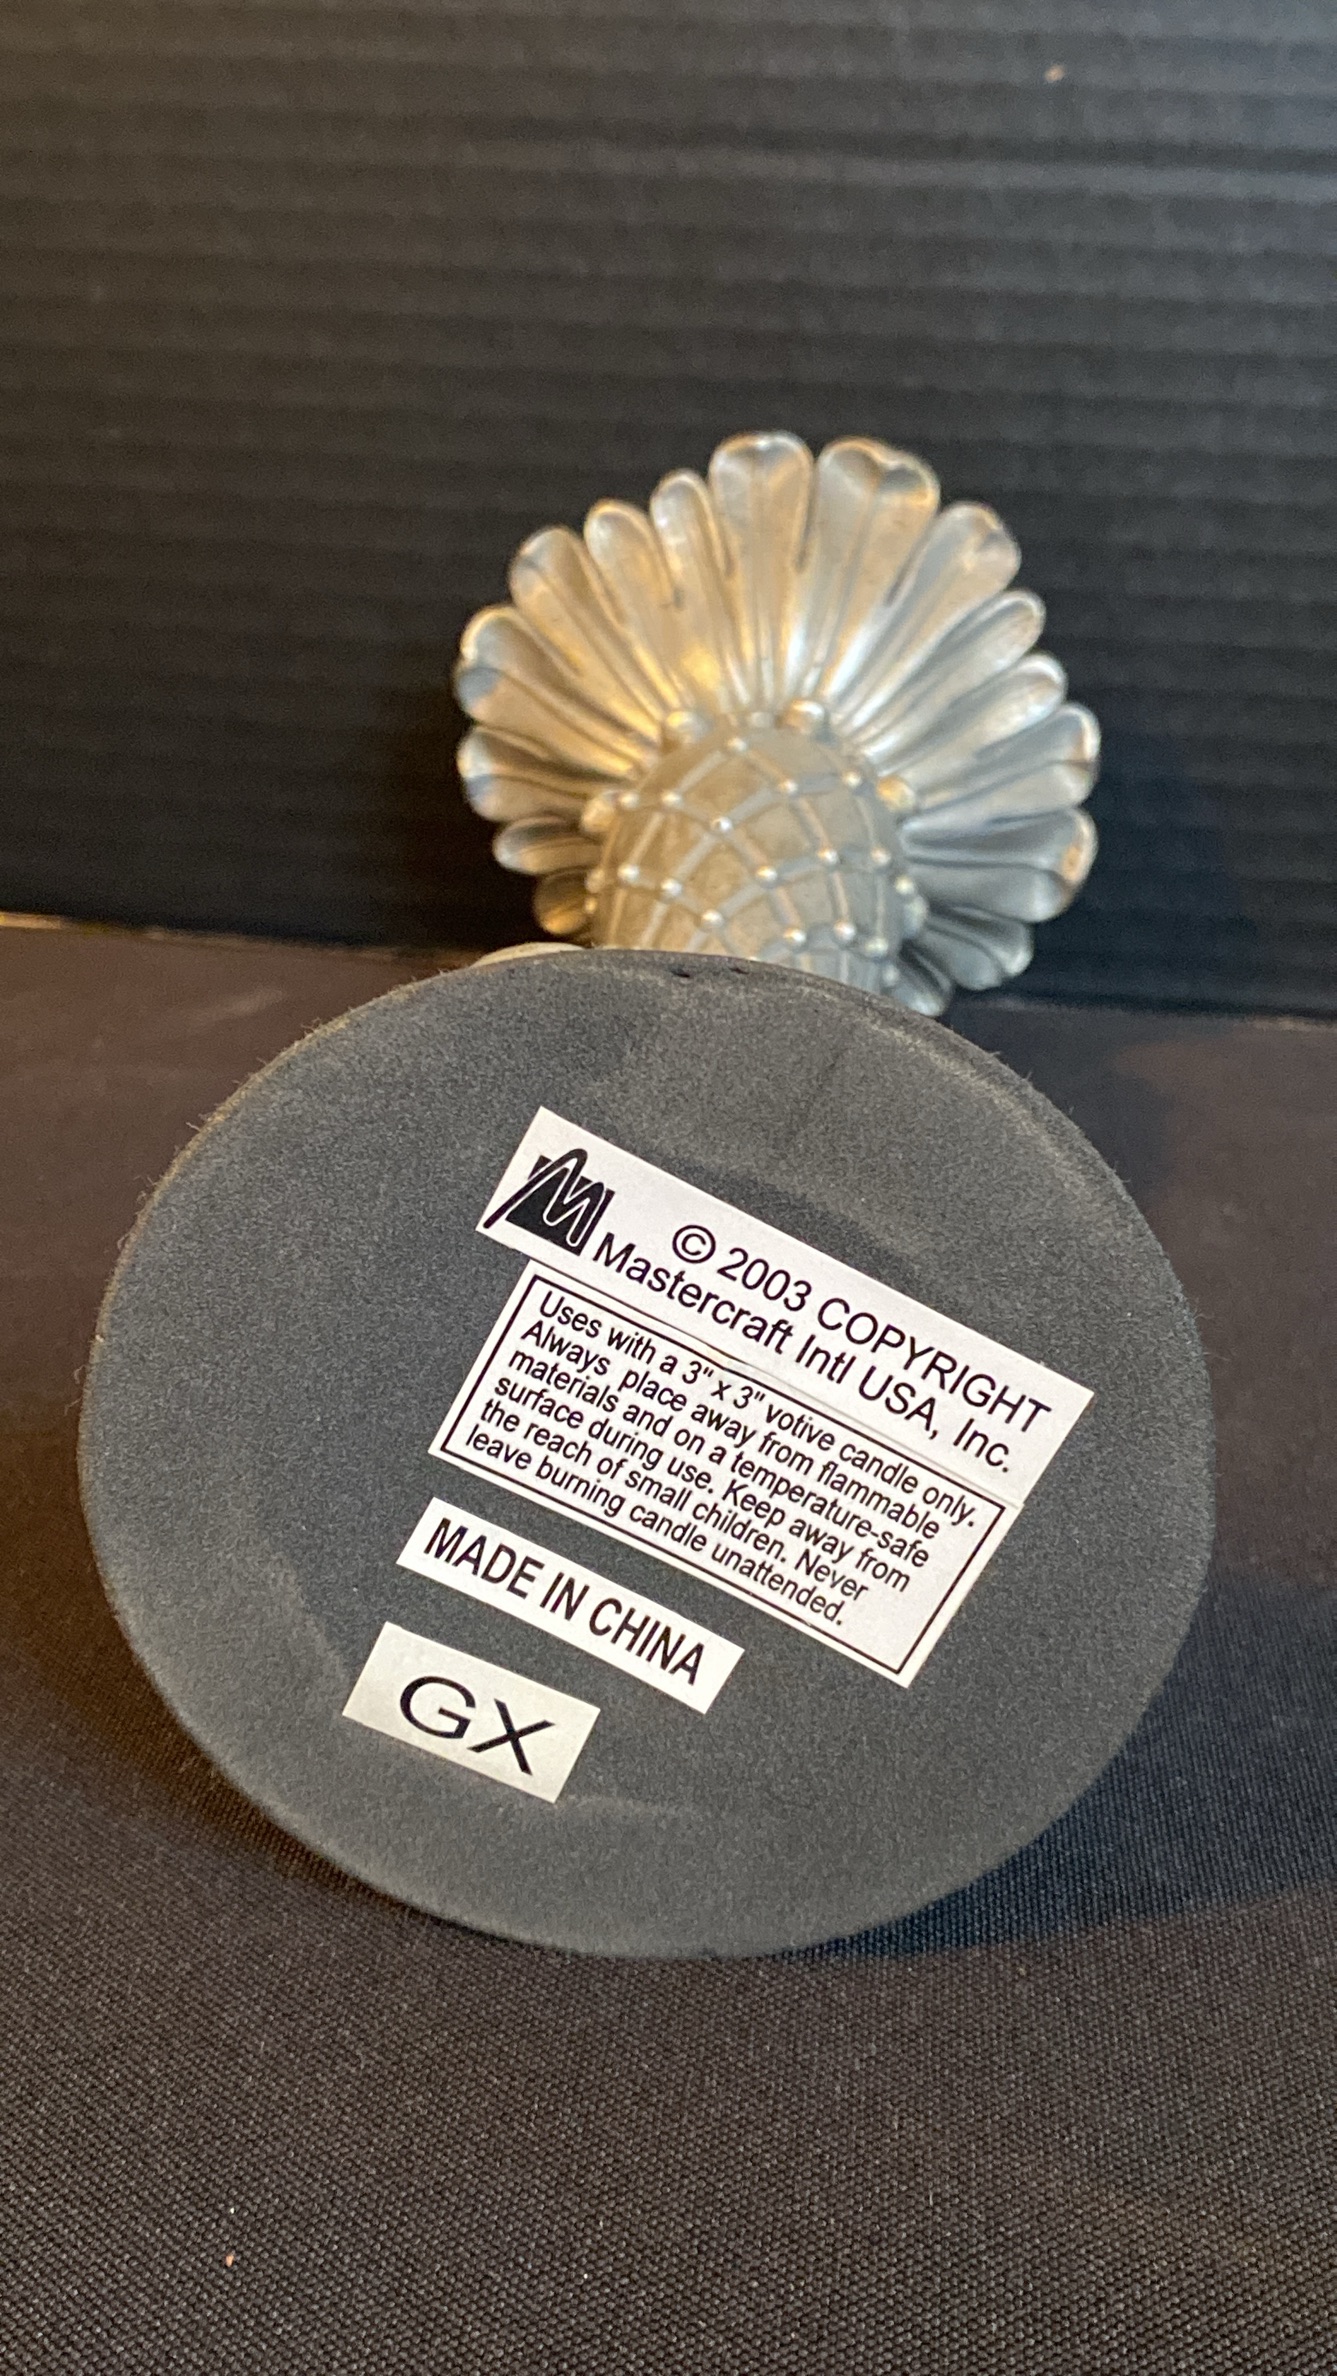 © 2003 COPYRIGHT
Mastercraft Intl USA, Inc.
Uses with a 3" x 3" votive candle only.
Always place away from flammable
materials and on a temperature-safe
surface during use. Keep away from
the reach of small children. Never
leave burning candle unattended.
MADE IN CHINA
GX